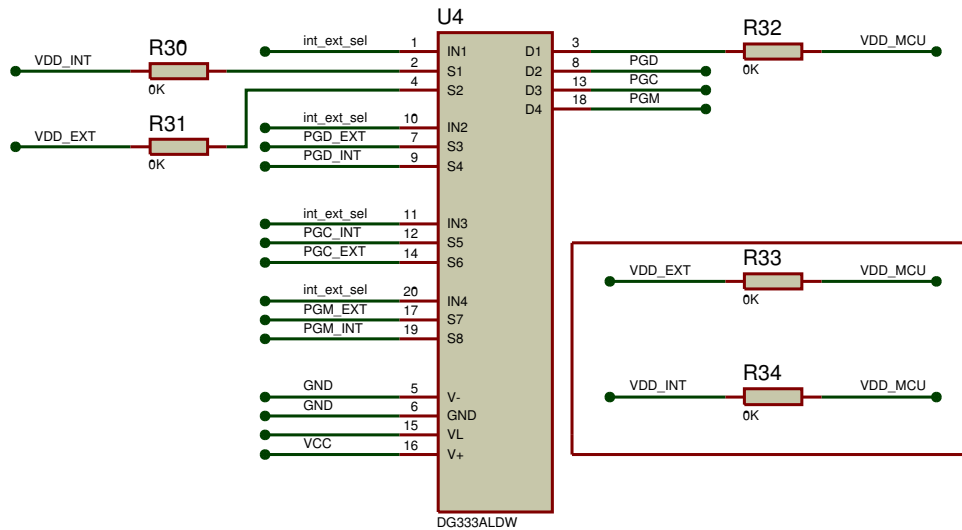 U4
VDD_INT
R30
0K
VDD_EXT
R31
0K
int_ext_sel
1
IN1
2
S1
4
S2
int_ext_sel
10
IN2
PGD_EXT
7
S3
PGD_INT
9
S4
int_ext_sel
11
IN3
PGC_INT
12
S5
PGC_EXT
14
S6
int_ext_sel
20
IN4
PGM_EXT
17
S7
PGM_INT
19
S8
GND
5
V-
GND
6
GND
15
VL
VCC
16
V+
D1
3
D2
8
PGD
D3
13
PGC
D4
18
PGM
R32
0K
VDD_MCU
VDD_EXT
R33
0K
VDD_MCU
VDD_INT
R34
0K
VDD_MCU
DG333ALDW